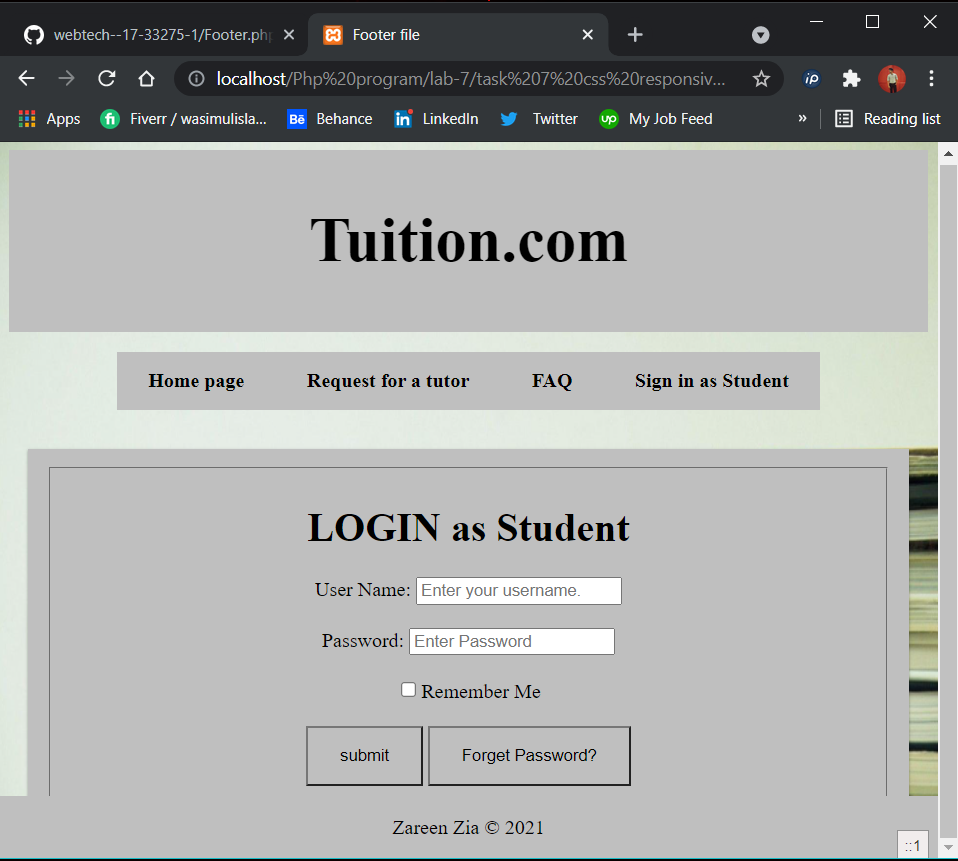 webtech--17-33275-1/Footer.php
Footer file
localhost/Php%20program/lab-7/task%207%20css%20responsiv...
Apps
Fiverr / wasimulisla...
Behance
LinkedIn
Twitter
My Job Feed
»
Reading list
Tuition.com
Home page
Request for a tutor
FAQ
Sign in as Student
LOGIN as Student
User Name: Enter your username.
Password: Enter Password
Remember Me
submit
Forget Password?
Zareen Zia © 2021
::1